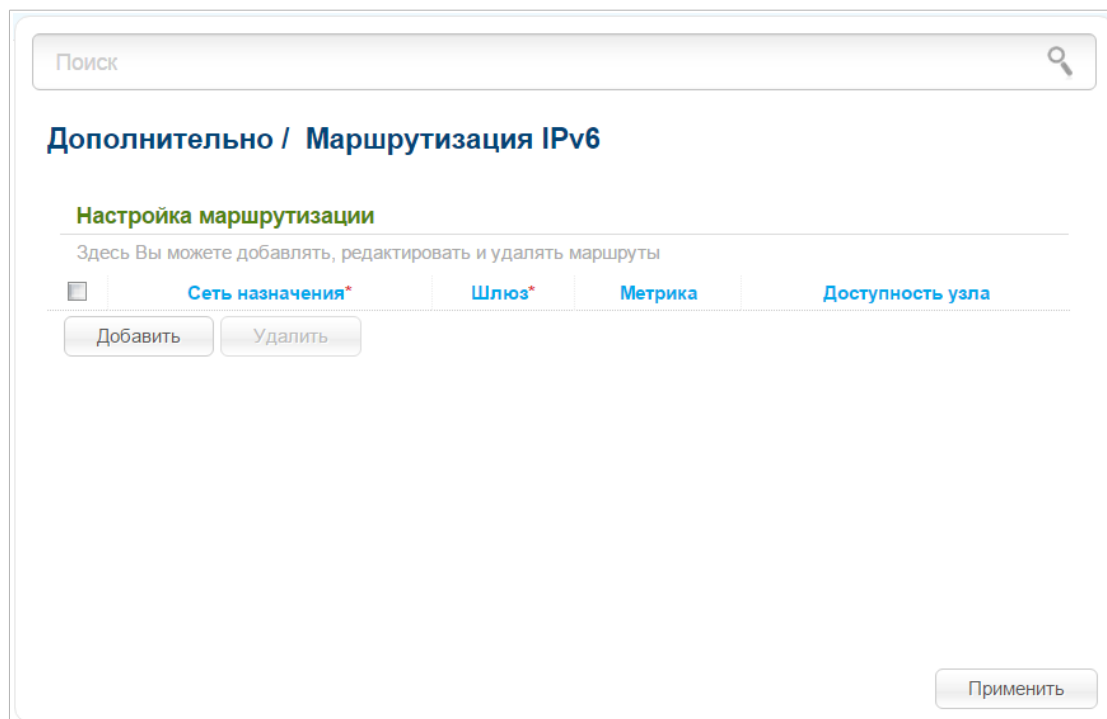 Поиск
Дополнительно / Маршрутизация IPv6
Настройка маршрутизации
Здесь Вы можете добавлять, редактировать и удалять маршруты
Сеть назначения* Шлюз* Метрика Доступность узла
Добавить Удалить
Применить